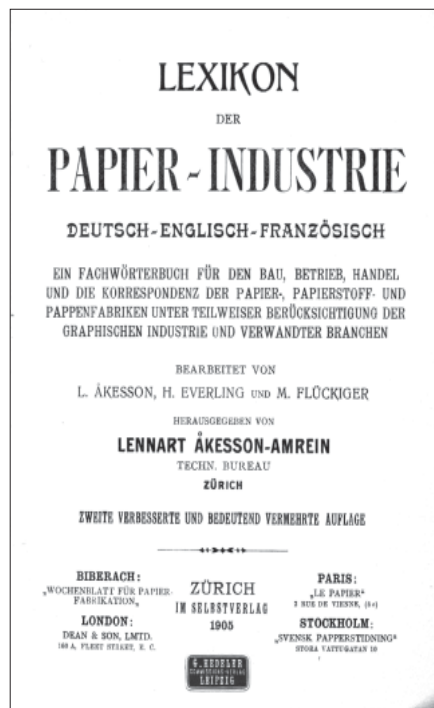 LEXIKON
DER
PAPIER-INDUSTRIE
DEUTSCH-ENGLISCH-FRANZÖSISCH
EIN FACHWÖRTERBUCH FÜR DEN BAU, BETRIEB, HANDEL
UND DIE KORRESPONDENZ DER PAPIER-, PAPIERSTOFF- UND
PAPPENFABRIKEN UNTER TEILWEISER BERÜCKSICHTIGUNG DER
GRAPHISCHEN INDUSTRIE UND VERWANDTER BRANCHEN
BEARBEITET VON
L. ÅKESSON, H. EVERLING UND M. FLÜCKIGER
HERAUSGEGEBEN VON
LENNART ÅKESSON-AMREIN
TECHN. BUREAU
ZÜRICH
ZWEITE VERBESSERTE UND BEDEUTEND VERMEHRTE AUFLAGE
BIBERACH:
„WOCHENBLATT FÜR PAPIER-
FABRIKATION„
LONDON:
DEAN & SON, LMTD.
160 A, FLEET STREET, E. C.
ZÜRICH
IM SELBSTVERLAG
1905
PARIS:
„LE PAPIER“
2 RUE DE VIENNE,
STOCKHOLM:
„SVENSK PAPPERSTIDNING“
STORA VATTUGATAN 10
G. HEDELER
LEIPZIG